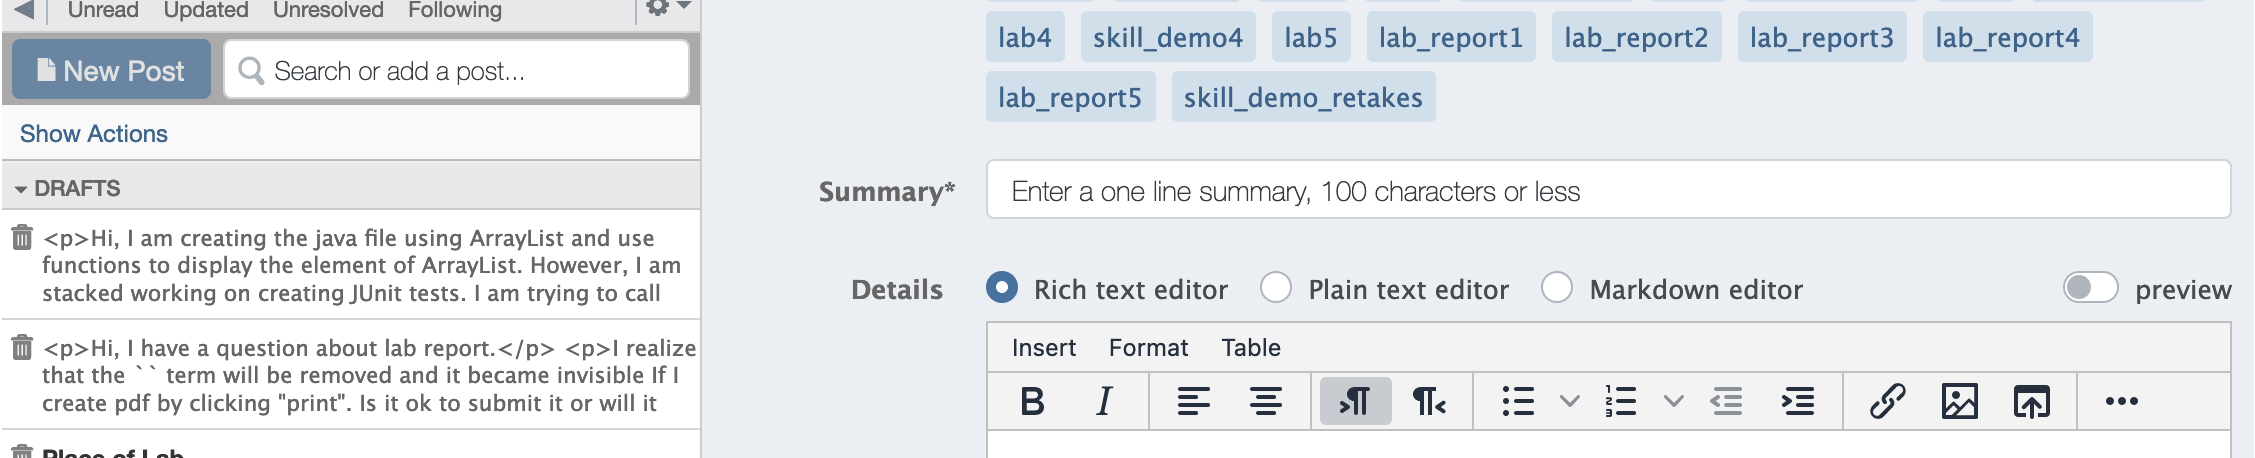 Unread Updated Unresolved Following
New Post Search or add a post...
Show Actions
DRAFTS
<p>Hi, I am creating the java file using ArrayList and use
functions to display the element of ArrayList. However, I am
stacked working on creating JUnit tests. I am trying to call
<p>Hi, I have a question about lab report.</p> <p>I realize
that the `` term will be removed and it became invisible If I
create pdf by clicking "print". Is it ok to submit it or will it
Place of Lab
lab4 skill_demo4 lab5 lab_report1 lab_report2 lab_report3 lab_report4
lab_report5 skill_demo_retakes
Summary* Enter a one line summary, 100 characters or less
Details Rich text editor Plain text editor Markdown editor preview
Insert Format Table